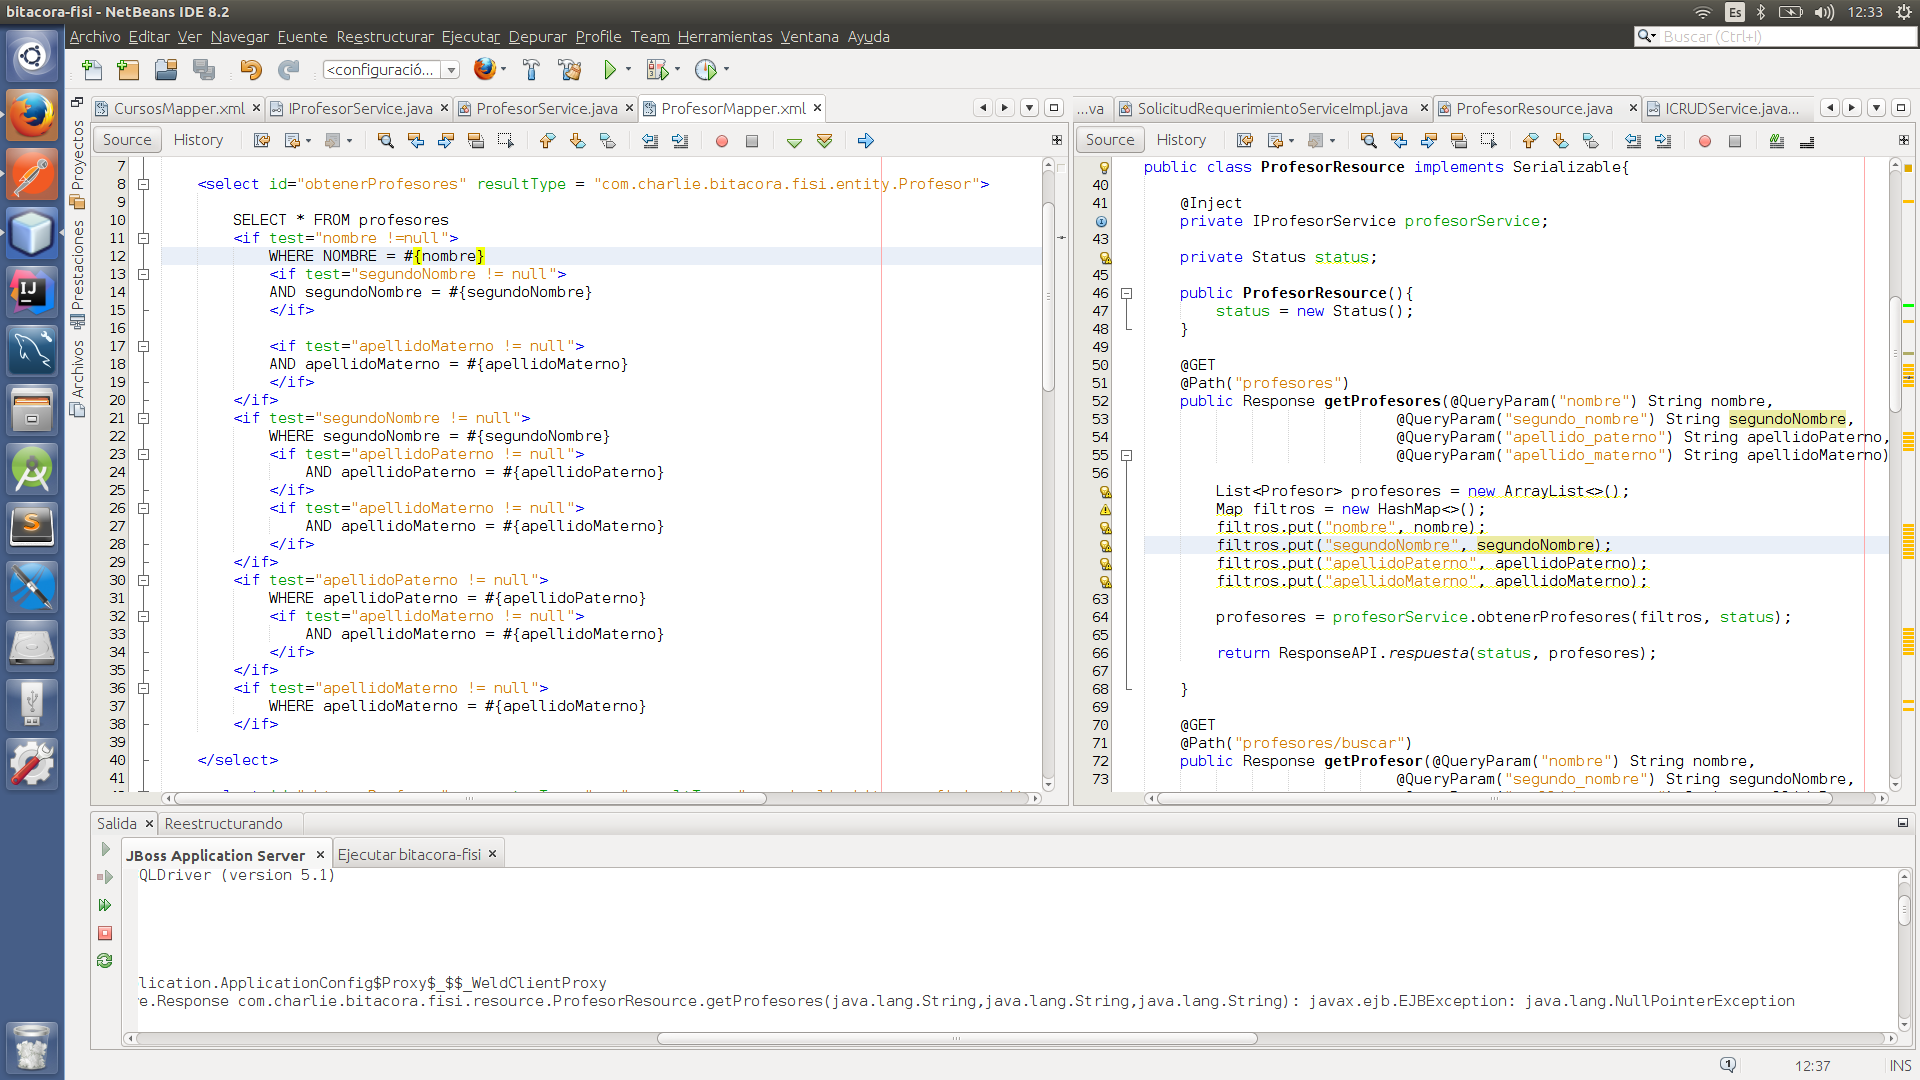 bitacora-fisi - NetBeans IDE 8.2
Es
12:33
Archivo Editar Ver Navegar Fuente Reestructurar Ejecutar Depurar Profile Team Herramientas Ventana Ayuda
Buscar (Ctrl+I)
<configuració...
Proyectos
Prestaciones
Archivos
CursosMapper.xml
IProfesorService.java
ProfesorService.java
ProfesorMapper.xml
Source History
7
8 <select id="obtenerProfesores" resultType = "com.charlie.bitacora.fisi.entity.Profesor">
9
10 SELECT * FROM profesores
11 <if test="nombre !=null">
12 WHERE NOMBRE = #{nombre}
13 <if test="segundoNombre != null">
14 AND segundoNombre = #{segundoNombre}
15 </if>
16
17 <if test="apellidoMaterno != null">
18 AND apellidoMaterno = #{apellidoMaterno}
19 </if>
20 </if>
21 <if test="segundoNombre != null">
22 WHERE segundoNombre = #{segundoNombre}
23 <if test="apellidoPaterno != null">
24 AND apellidoPaterno = #{apellidoPaterno}
25 </if>
26 <if test="apellidoMaterno != null">
27 AND apellidoMaterno = #{apellidoMaterno}
28 </if>
29 </if>
30 <if test="apellidoPaterno != null">
31 WHERE apellidoPaterno = #{apellidoPaterno}
32 <if test="apellidoMaterno != null">
33 AND apellidoMaterno = #{apellidoMaterno}
34 </if>
35 </if>
36 <if test="apellidoMaterno != null">
37 WHERE apellidoMaterno = #{apellidoMaterno}
38 </if>
39
40 </select>
41
...va
SolicitudRequerimientoServiceImpl.java
ProfesorResource.java
ICRUDService.java...
Source History
public class ProfesorResource implements Serializable{
40
41 @Inject
private IProfesorService profesorService;
43
private Status status;
45
46 public ProfesorResource(){
47 status = new Status();
48 }
49
50 @GET
51 @Path("profesores")
52 public Response getProfesores(@QueryParam("nombre") String nombre,
53 @QueryParam("segundo_nombre") String segundoNombre,
54 @QueryParam("apellido_paterno") String apellidoPaterno,
55 @QueryParam("apellido_materno") String apellidoMaterno)
56
List<Profesor> profesores = new ArrayList<>();
Map filtros = new HashMap<>();
filtros.put("nombre", nombre);
filtros.put("segundoNombre", segundoNombre);
filtros.put("apellidoPaterno", apellidoPaterno);
filtros.put("apellidoMaterno", apellidoMaterno);
63
64 profesores = profesorService.obtenerProfesores(filtros, status);
65
66 return ResponseAPI.respuesta(status, profesores);
67
68 }
69
70 @GET
71 @Path("profesores/buscar")
72 public Response getProfesor(@QueryParam("nombre") String nombre,
73 @QueryParam("segundo_nombre") String segundoNombre,
Salida Reestructurando
JBoss Application Server
Ejecutar bitacora-fisi
QLDriver (version 5.1)
lication.ApplicationConfig$Proxy$_$$_WeldClientProxy
e.Response com.charlie.bitacora.fisi.resource.ProfesorResource.getProfesores(java.lang.String,java.lang.String,java.lang.String): javax.ejb.EJBException: java.lang.NullPointerException
1
12:37
INS